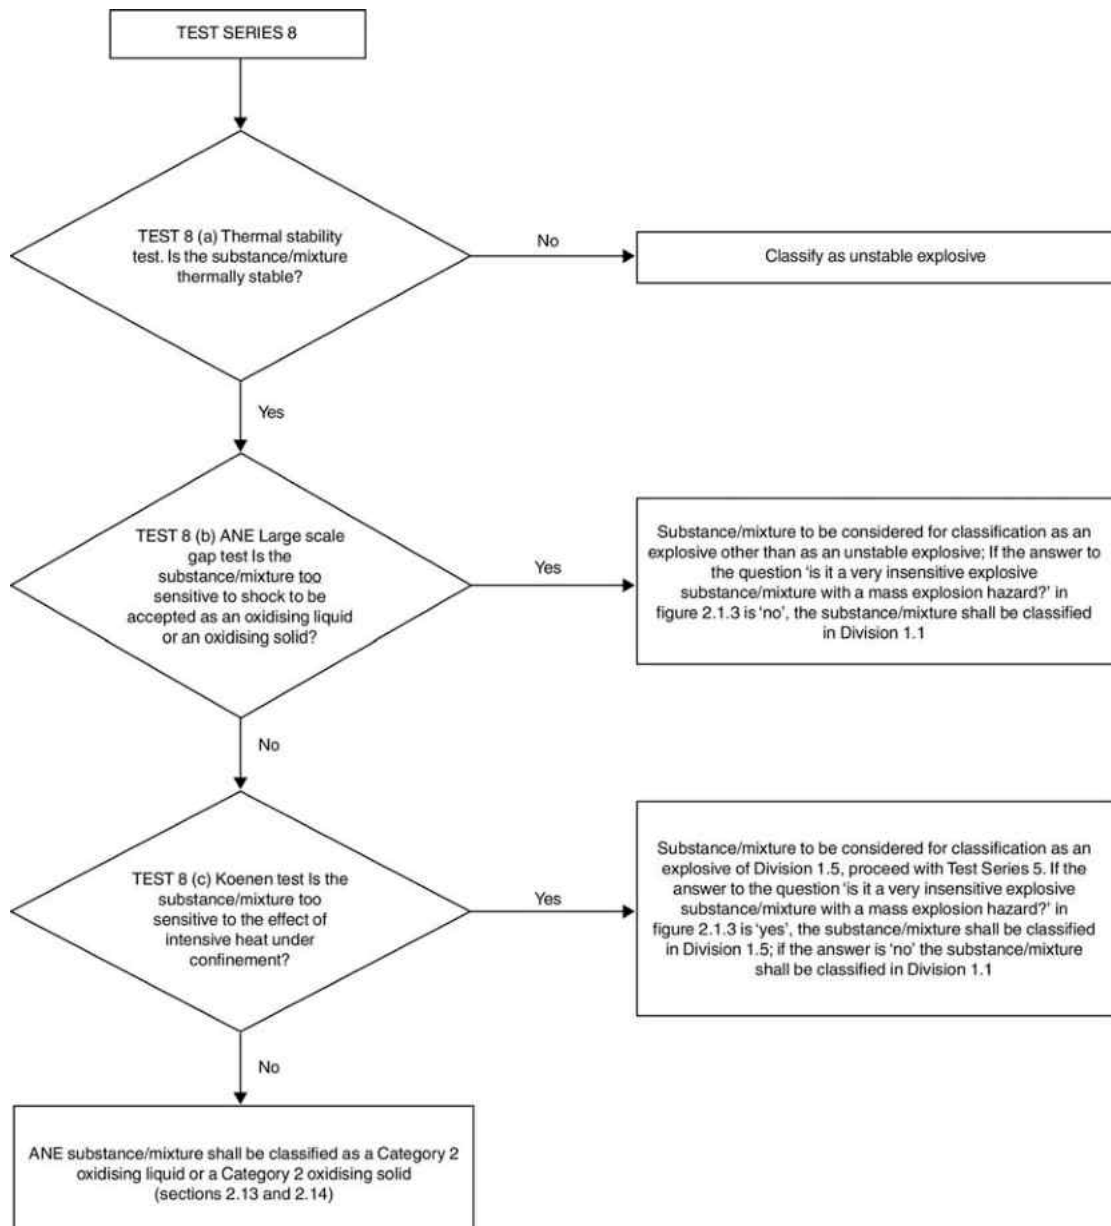 TEST SERIES 8
TEST 8 (a) Thermal stability
test. Is the substance/mixture
thermally stable?
No
Classify as unstable explosive
Yes
TEST 8 (b) ANE Large scale
gap test Is the
substance/mixture too
sensitive to shock to be
accepted as an oxidising liquid
or an oxidising solid?
Yes
Substance/mixture to be considered for classification as an
explosive other than as an unstable explosive; If the answer to
the question ‘is it a very insensitive explosive
substance/mixture with a mass explosion hazard?’ in
figure 2.1.3 is ‘no’, the substance/mixture shall be classified
in Division 1.1
No
TEST 8 (c) Koenen test Is the
substance/mixture too
sensitive to the effect of
intensive heat under
confinement?
Yes
Substance/mixture to be considered for classification as an
explosive of Division 1.5, proceed with Test Series 5. If the
answer to the question ‘is it a very insensitive explosive
substance/mixture with a mass explosion hazard?’ in
figure 2.1.3 is ‘yes’, the substance/mixture shall be classified
in Division 1.5; if the answer is ‘no’ the substance/mixture
shall be classified in Division 1.1
No
ANE substance/mixture shall be classified as a Category 2
oxidising liquid or a Category 2 oxidising solid
(sections 2.13 and 2.14)